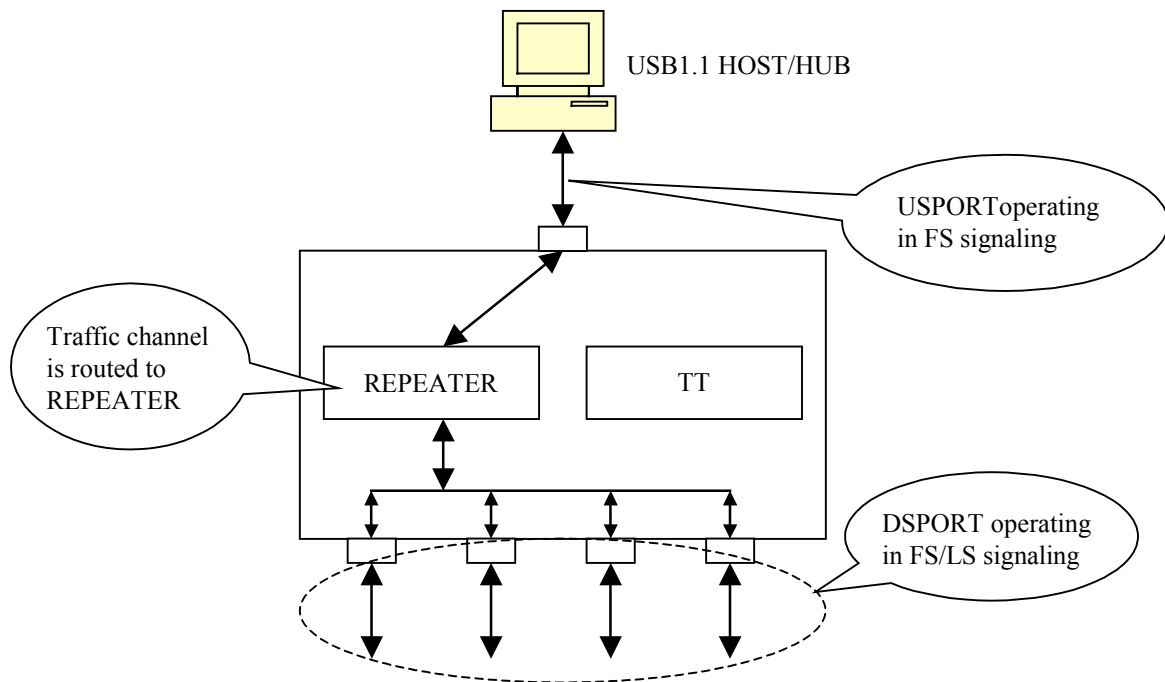 USB1.1 HOST/HUB
USPORToperating
in FS signaling
Traffic channel
is routed to
REPEATER
REPEATER
TT
DSPORT operating
in FS/LS signaling